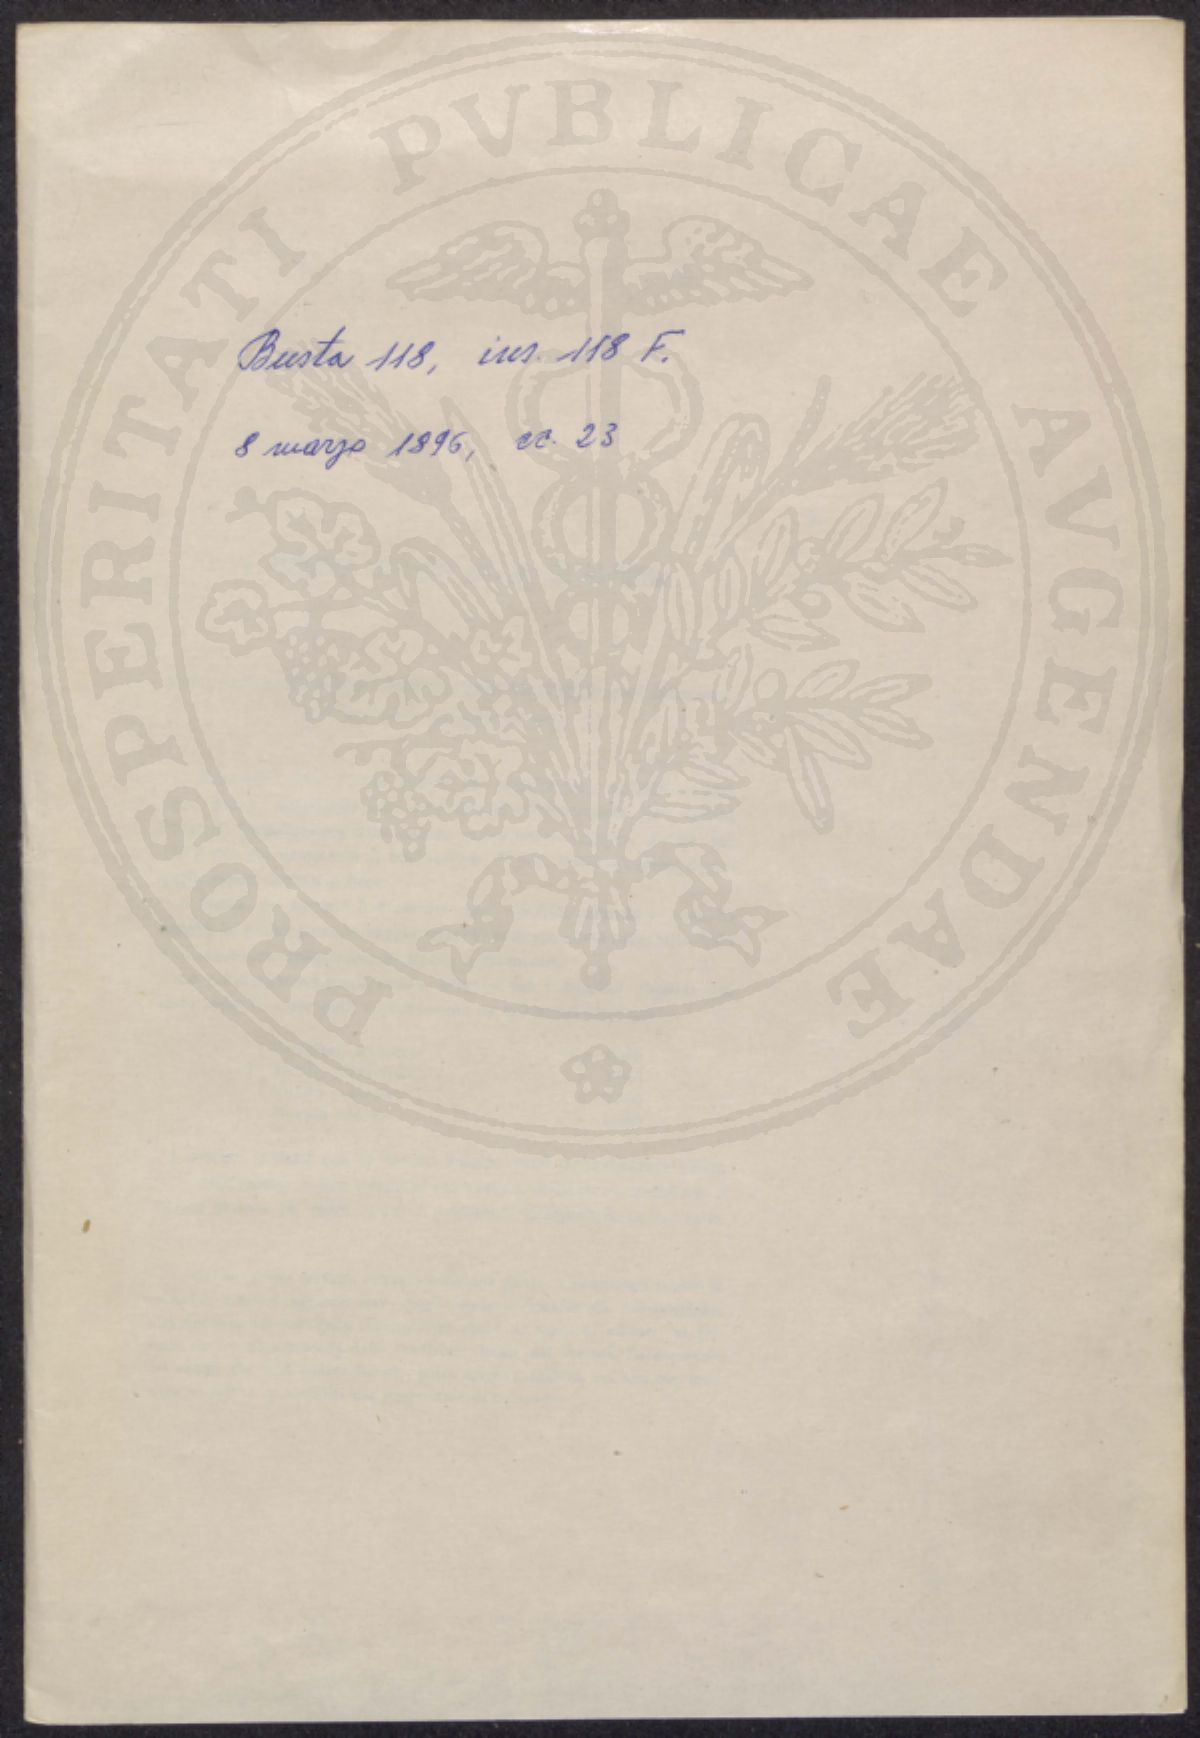 Busta 118, ins. 118 F.
8 marzo 1896, cc. 23
PROSPERITATI PVBLICAE AVGENDAE